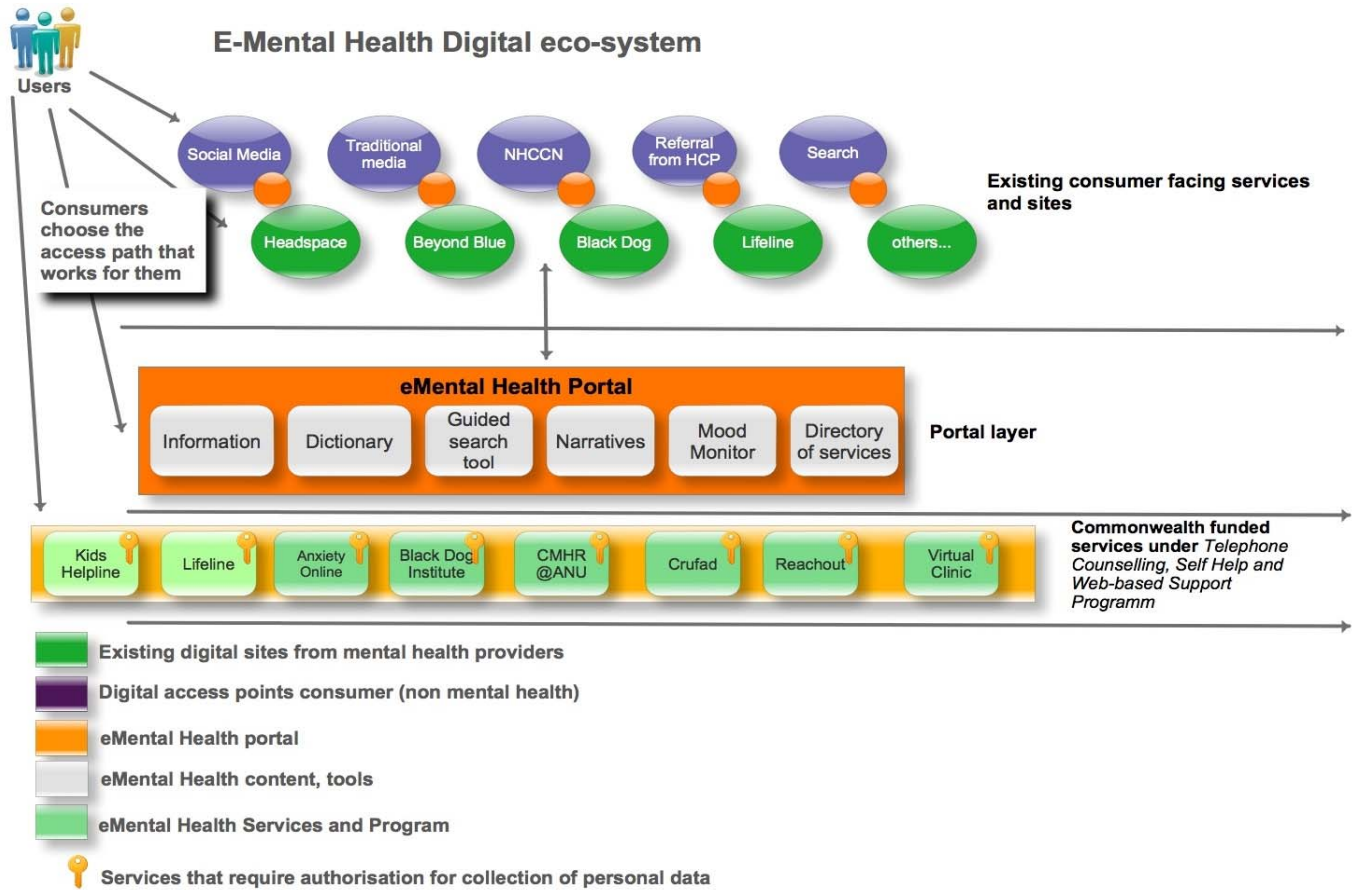 E-Mental Health Digital eco-system
Users
Social Media
Traditional
media
NHCCN
Referral
from HCP
Search
Existing consumer facing services
and sites
Consumers
choose the
access path that
works for them
Headspace
Beyond Blue
Black Dog
Lifeline
others...
eMental Health Portal
Information
Dictionary
Guided
search
tool
Narratives
Mood
Monitor
Directory
of services
Portal layer
Kids
Helpline
Lifeline
Anxiety
Online
Black Dog
Institute
CMHR
@ANU
Crufad
Reachout
Virtual
Clinic
Commonwealth funded
services under Telephone
Counselling, Self Help and
Web-based Support
Programm
Existing digital sites from mental health providers
Digital access points consumer (non mental health)
eMental Health portal
eMental Health content, tools
eMental Health Services and Program
Services that require authorisation for collection of personal data